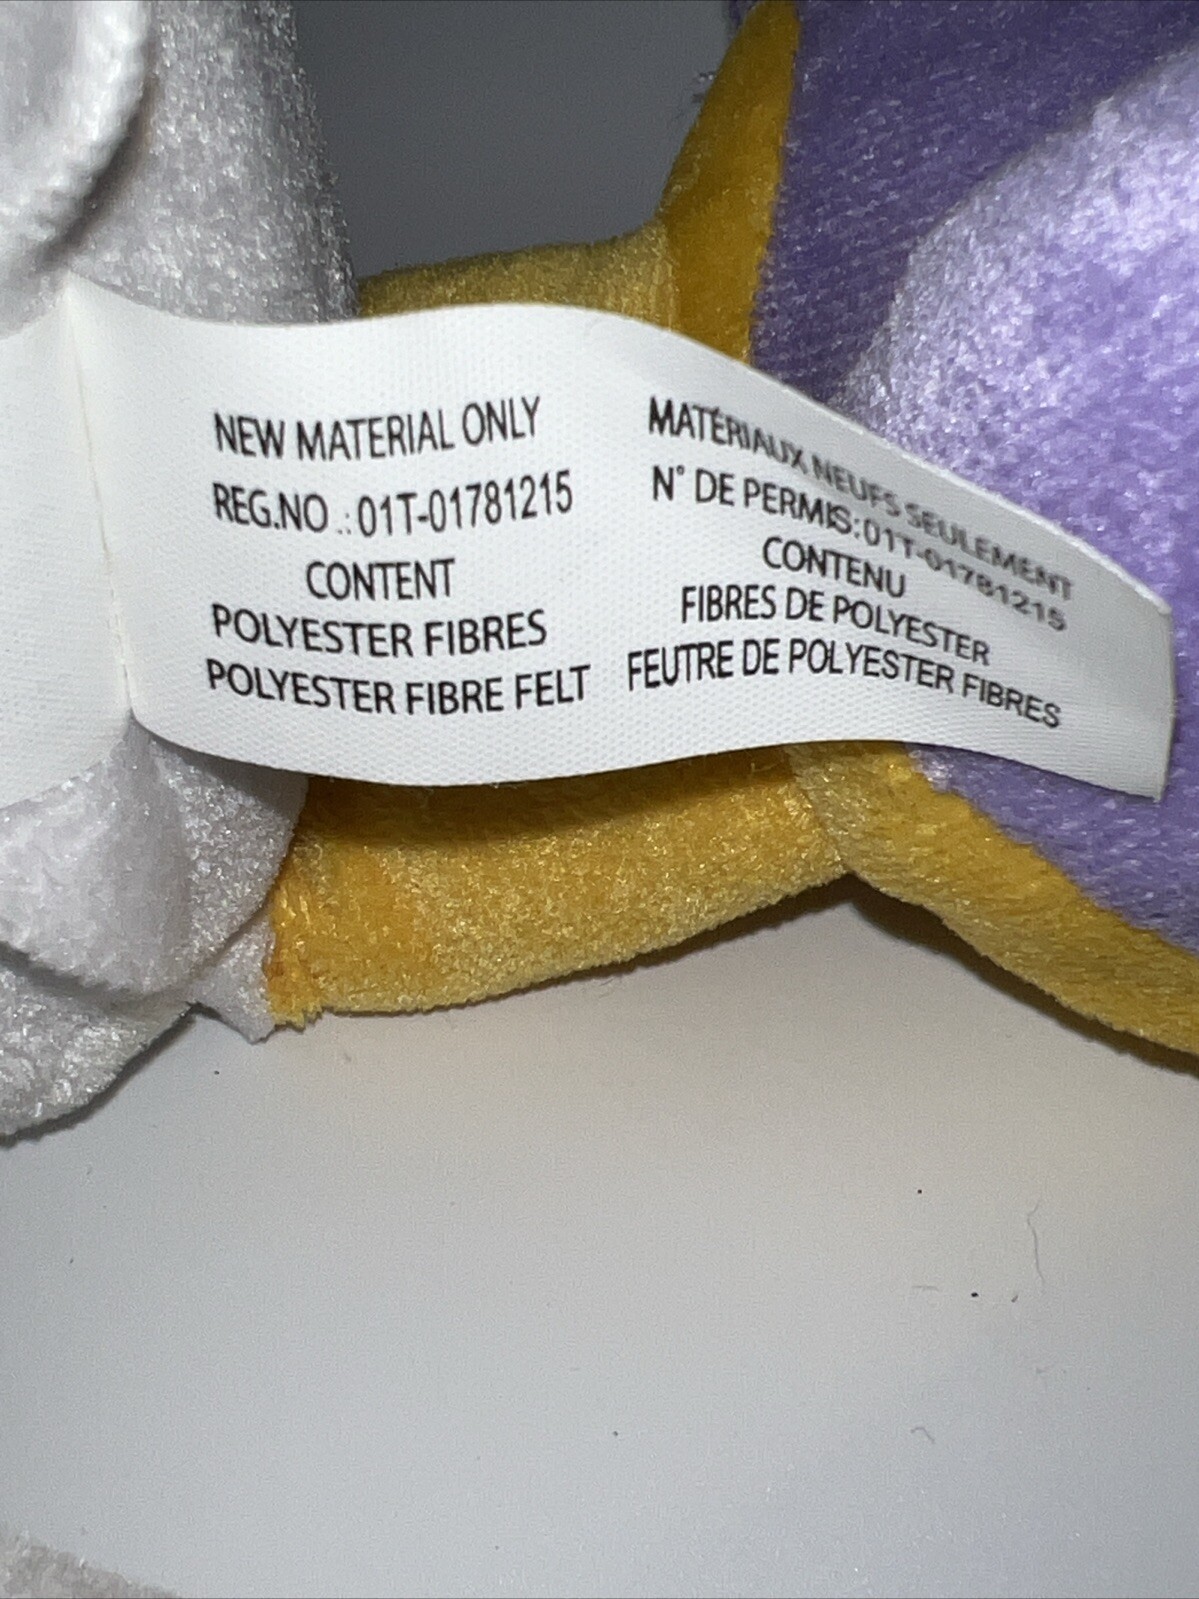 NEW MATERIAL ONLY
REG.NO .:01T-01781215
CONTENT
POLYESTER FIBRES
POLYESTER FIBRE FELT
MATÉRIAUX NEUFS SEULEMENT
N° DE PERMIS:01T-01781215
CONTENU
FIBRES DE POLYESTER
FEUTRE DE POLYESTER FIBRES